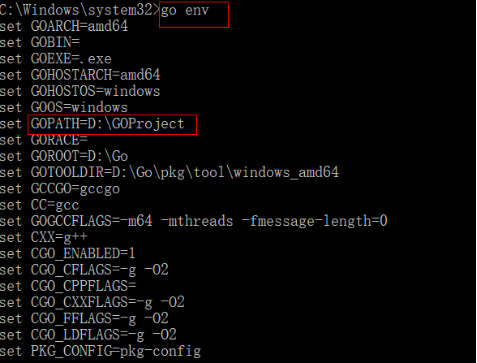 C:\Windows\system32>go env
set GOARCH=amd64
set GOBIN=
set GOEXE=.exe
set GOHOSTARCH=amd64
set GOHOSTOS=windows
set GOOS=windows
set GOPATH=D:\GOProject
set GORACE=
set GOROOT=D:\Go
set GOTOOLDIR=D:\Go\pkg\tool\windows_amd64
set GCCGO=gccgo
set CC=gcc
set GOGCCFLAGS=-m64 -mthreads -fmessage-length=0
set CXX=g++
set CGO_ENABLED=1
set CGO_CFLAGS=-g -O2
set CGO_CPPFLAGS=
set CGO_CXXFLAGS=-g -O2
set CGO_FFLAGS=-g -O2
set CGO_LDFLAGS=-g -O2
set PKG_CONFIG=pkg-config